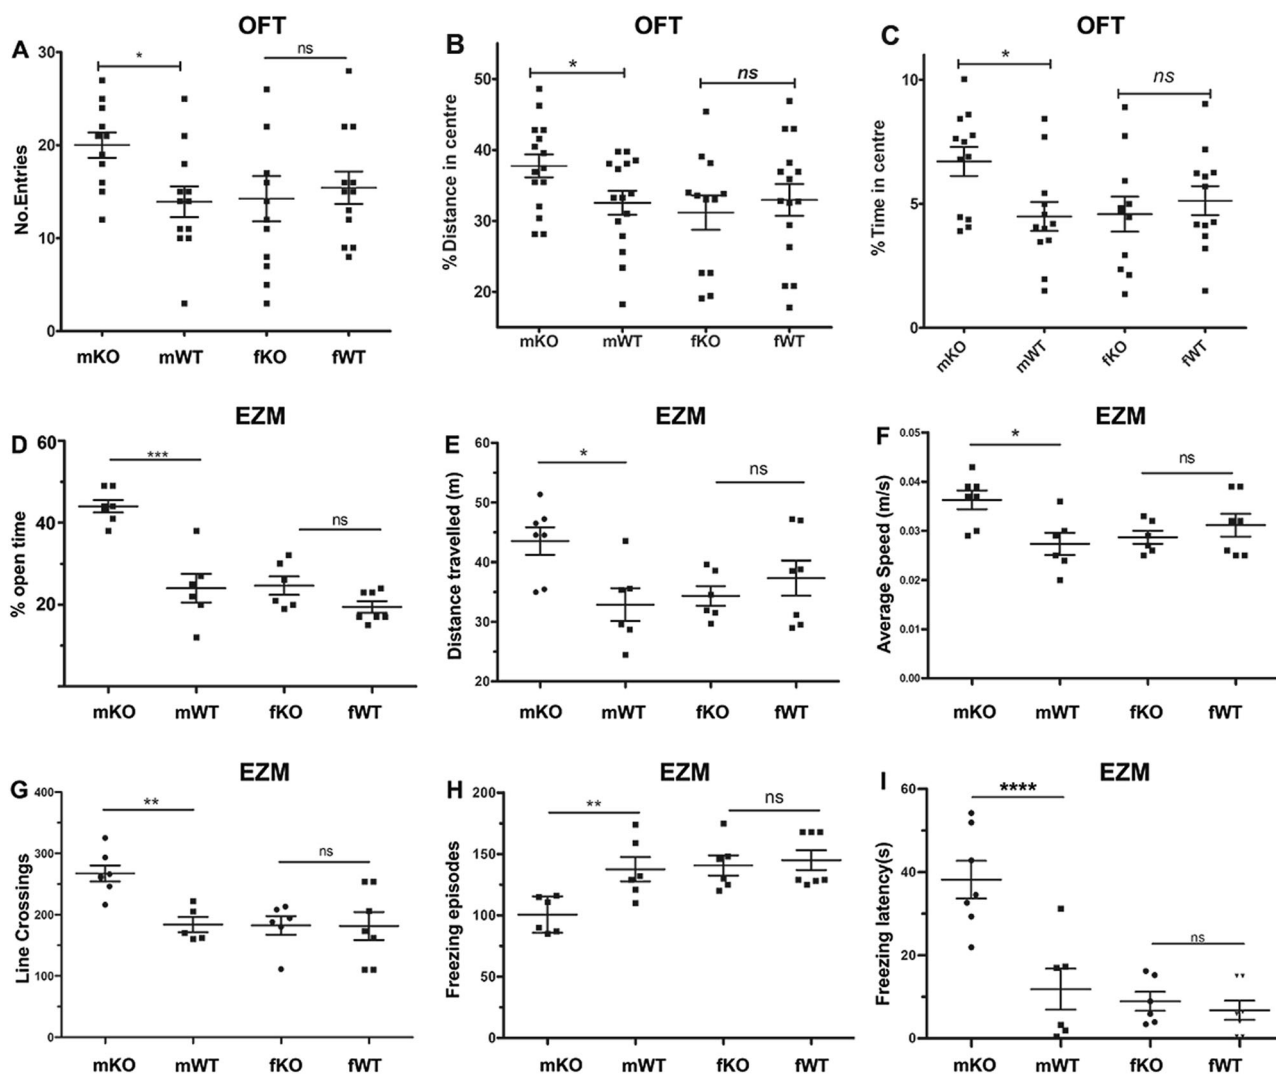 OFT
A
*
ns
30
20
10
0
No.Entries
mKO mWT fKO fWT
OFT
B
*
ns
50
40
30
20
% Distance in centre
mKO mWT fKO fWT
OFT
C
*
ns
10
5
0
% Time in centre
mKO mWT fKO fWT
EZM
D
***
ns
60
40
20
% open time
mKO mWT fKO fWT
EZM
E
*
ns
60
50
40
30
20
Distance travelled (m)
mKO mWT fKO fWT
EZM
F
*
ns
0.05
0.04
0.03
0.02
0.01
0.00
Average Speed (m/s)
mKO mWT fKO fWT
EZM
G
**
ns
400
300
200
100
0
Line Crossings
mKO mWT fKO fWT
EZM
H
**
ns
200
150
100
50
0
Freezing episodes
mKO mWT fKO fWT
EZM
I
****
ns
60
40
20
0
Freezing latency(s)
mKO mWT fKO fWT